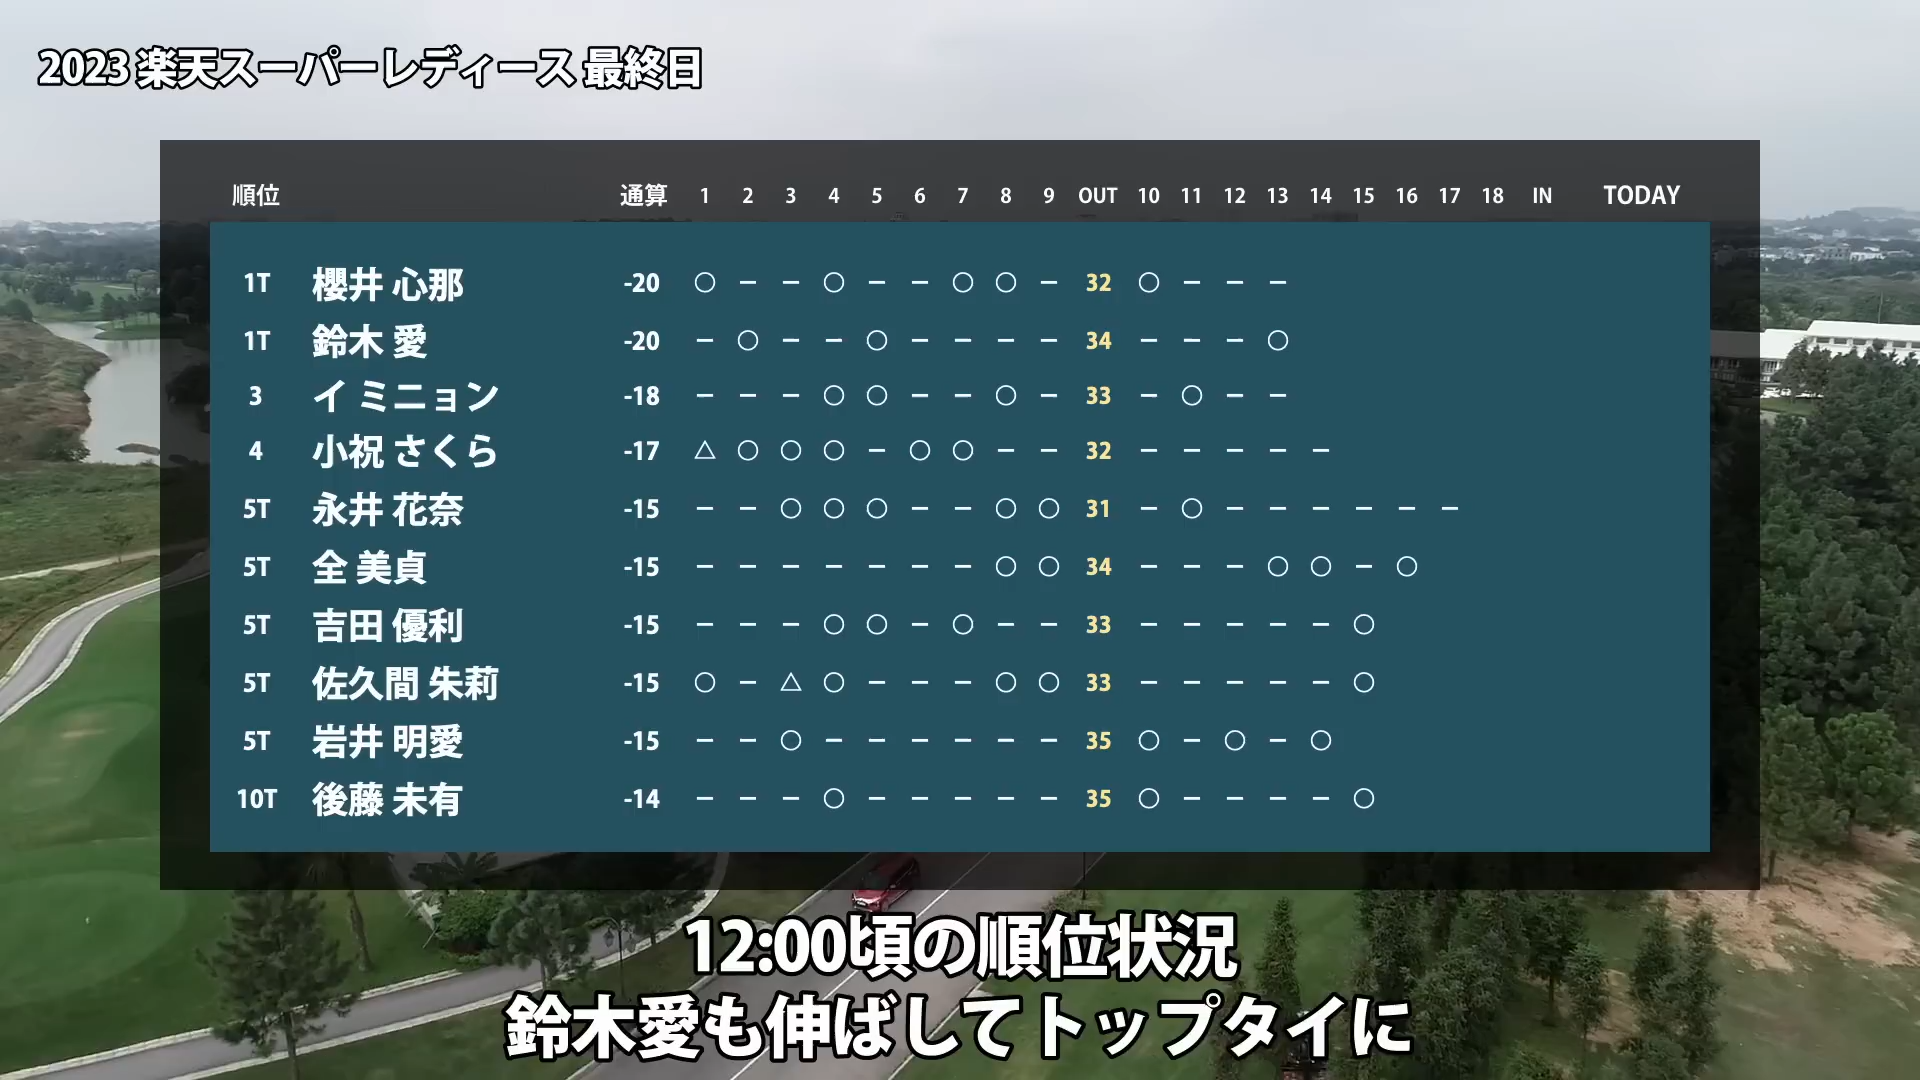 2023 楽天スーパーレディース 最終日
順位 通算 1 2 3 4 5 6 7 8 9 OUT 10 11 12 13 14 15 16 17 18 IN TODAY
1T 櫻井 心那 -20 ○ − − ○ − − ○ ○ − 32 ○ − − −
1T 鈴木 愛 -20 − ○ − − ○ − − − − 34 − − − ○
3 イ ミニョン -18 − − − ○ ○ − − ○ − 33 − ○ − −
4 小祝 さくら -17 △ ○ ○ ○ − ○ ○ − − 32 − − − − −
5T 永井 花奈 -15 − − ○ ○ ○ − − ○ ○ 31 − ○ − − − − − −
5T 全 美貞 -15 − − − − − − − ○ ○ 34 − − − ○ ○ − ○
5T 吉田 優利 -15 − − − ○ ○ − ○ − − 33 − − − − − ○
5T 佐久間 朱莉 -15 ○ − △ ○ − − − ○ ○ 33 − − − − − ○
5T 岩井 明愛 -15 − − ○ − − − − − − 35 ○ − ○ − ○
10T 後藤 未有 -14 − − − ○ − − − − − 35 ○ − − − − ○
12:00頃の順位状況
鈴木愛も伸ばしてトップタイに